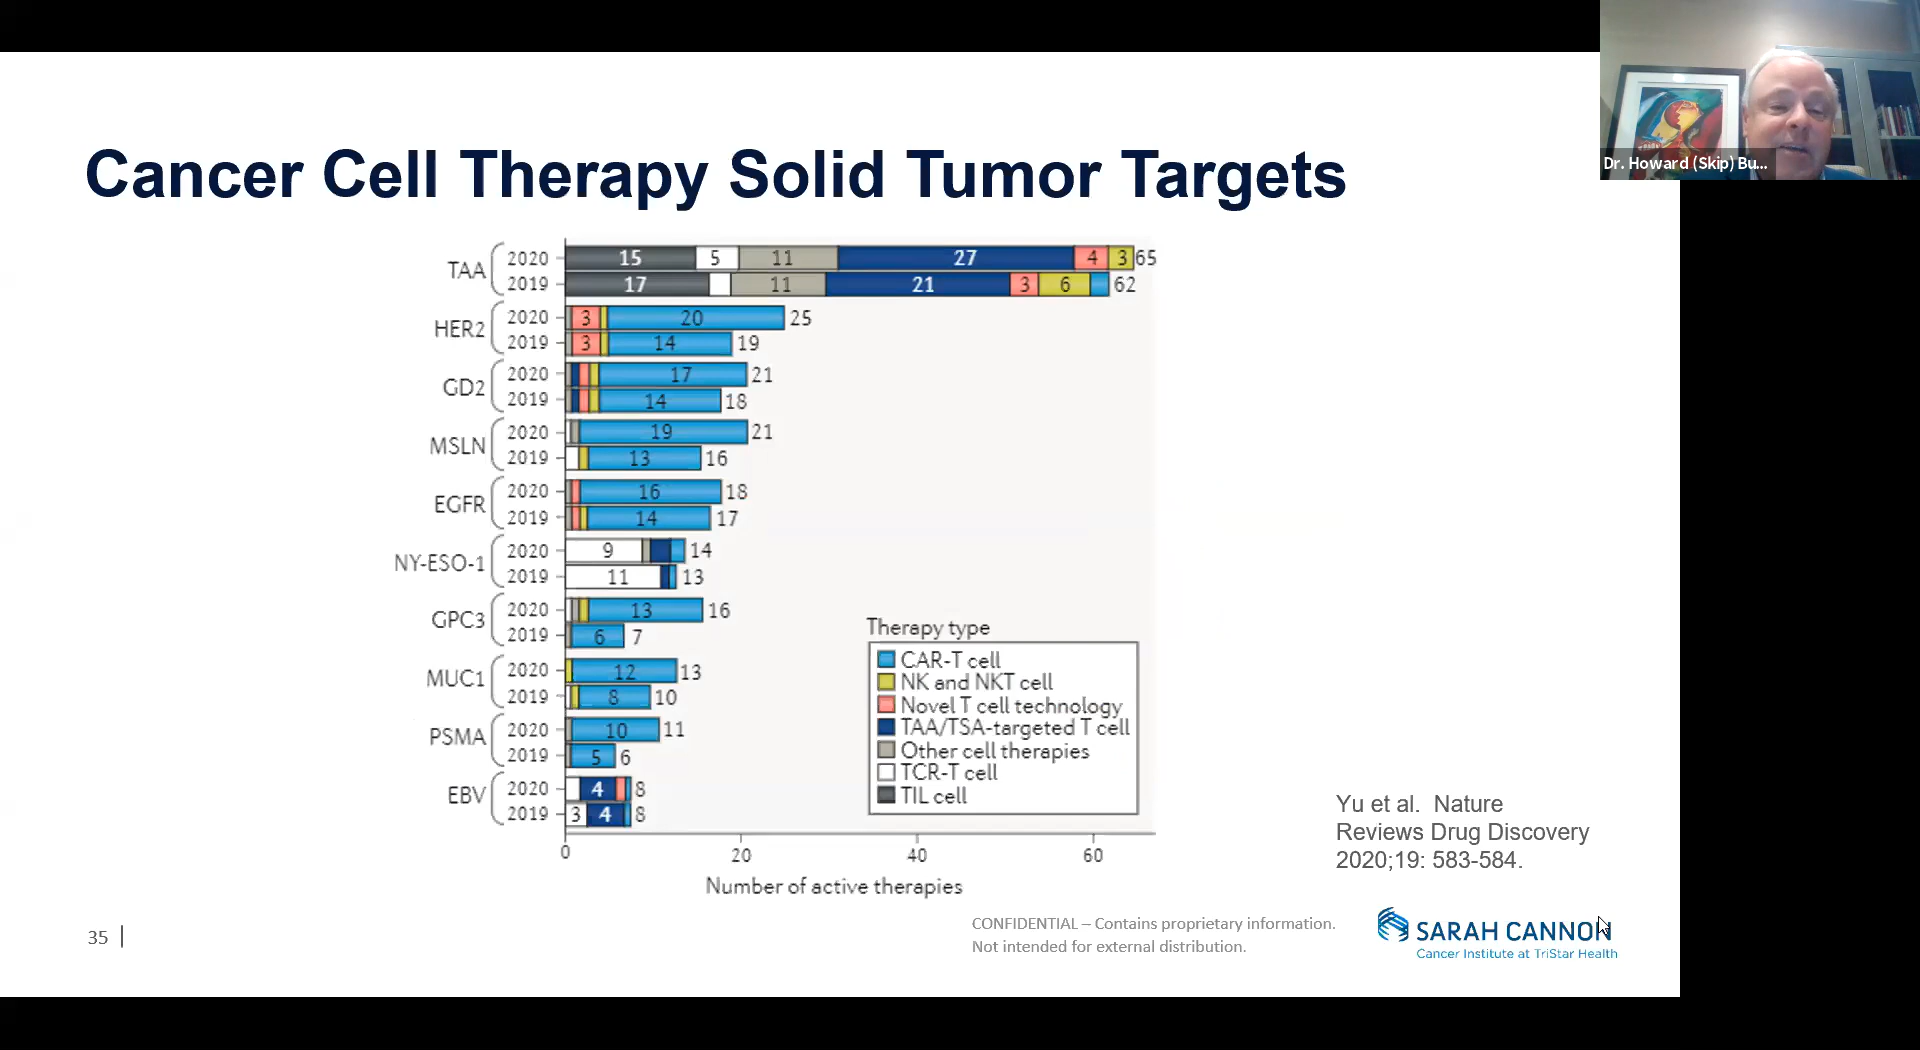 Dr. Howard (Skip) Bu...
Cancer Cell Therapy Solid Tumor Targets
TAA
2020 15 5 11 27 4 3 65
2019 17 11 21 3 6 62
HER2
2020 3 20 25
2019 3 14 19
GD2
2020 17 21
2019 14 18
MSLN
2020 19 21
2019 13 16
EGFR
2020 16 18
2019 14 17
NY-ESO-1
2020 9 14
2019 11 13
GPC3
2020 13 16
2019 6 7
MUC1
2020 12 13
2019 8 10
PSMA
2020 10 11
2019 5 6
EBV
2020 4 8
2019 3 4 8
0 20 40 60
Number of active therapies
Therapy type
CAR-T cell
NK and NKT cell
Novel T cell technology
TAA/TSA-targeted T cell
Other cell therapies
TCR-T cell
TIL cell
Yu et al. Nature
Reviews Drug Discovery
2020;19: 583-584.
35
CONFIDENTIAL – Contains proprietary information.
Not intended for external distribution.
SARAH CANNON
Cancer Institute at TriStar Health